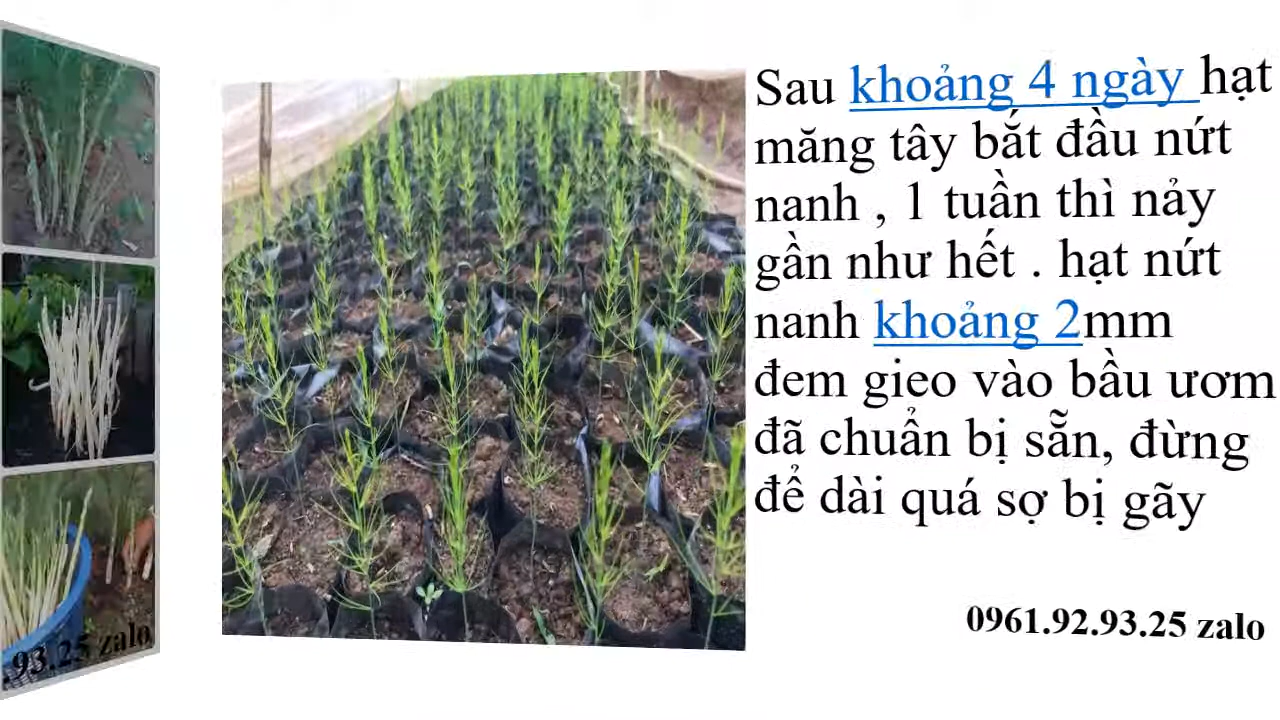 Sau khoảng 4 ngày hạt
măng tây bắt đầu nứt
nanh , 1 tuần thì nảy
gần như hết . hạt nứt
nanh khoảng 2mm
đem gieo vào bầu ươm
đã chuẩn bị sẵn, đừng
để dài quá sợ bị gãy
0961.92.93.25 zalo
.93.25 zalo